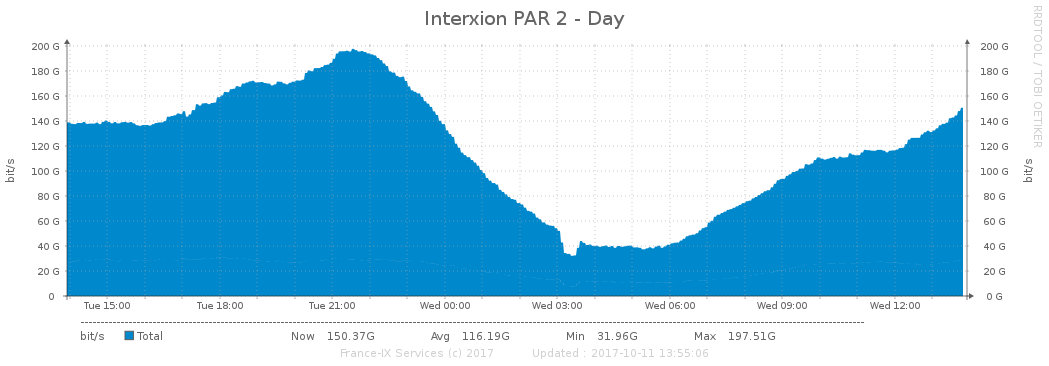 Interxion PAR 2 - Day
RRDTOOL / TOBI OETIKER
200 G 200 G
180 G 180 G
160 G 160 G
140 G 140 G
120 G 120 G
100 G 100 G
80 G 80 G
60 G 60 G
40 G 40 G
20 G 20 G
0 0 G
bit/s bit/s
Tue 15:00 Tue 18:00 Tue 21:00 Wed 00:00 Wed 03:00 Wed 06:00 Wed 09:00 Wed 12:00
bit/s Total Now 150.37G Avg 116.19G Min 31.96G Max 197.51G
France-IX Services (c) 2017 Updated : 2017-10-11 13:55:06